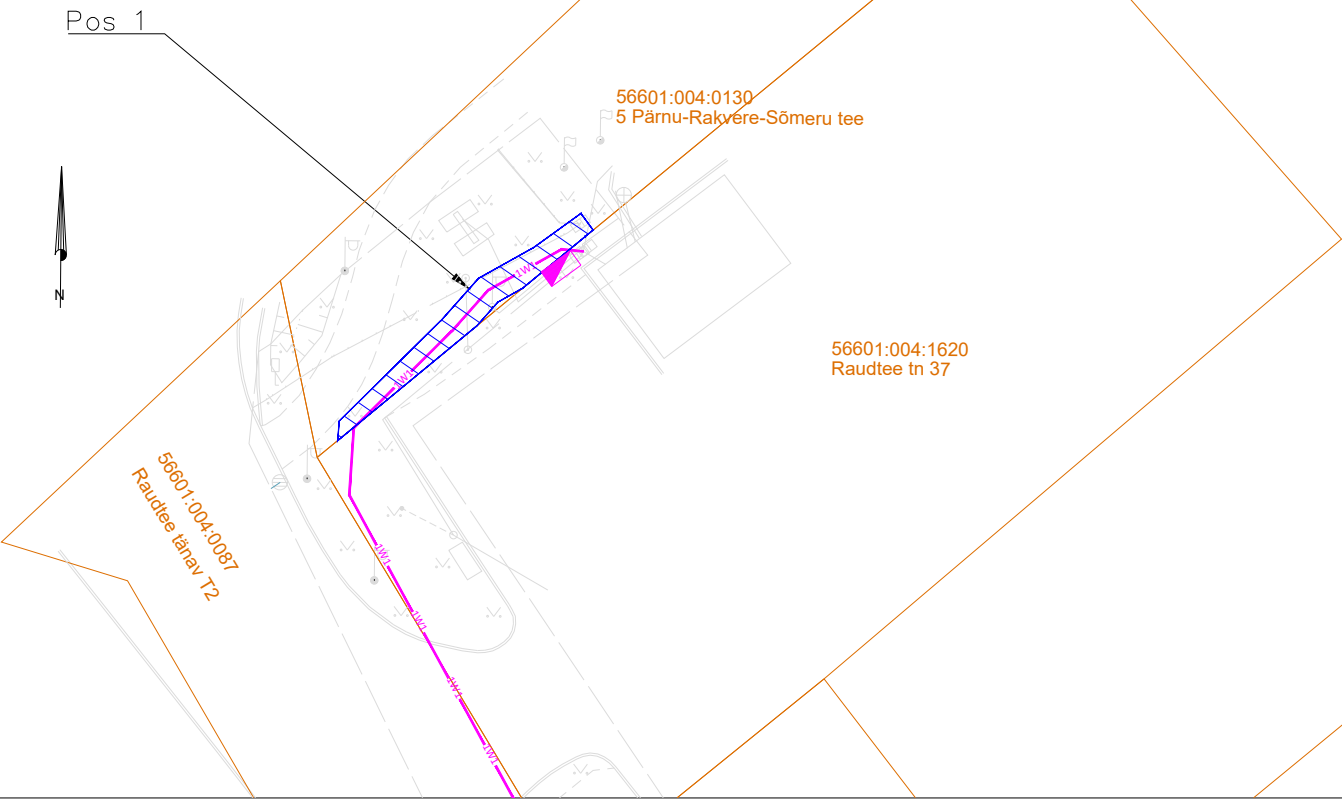 Pos 1
56601:004:0130
5 Pärnu-Rakvere-Sõmeru tee
N
1W1
1W1
56601:004:1620
Raudtee tn 37
56601:004:0087
Raudtee tänav T2
1W1
1W1
1W1
1W1